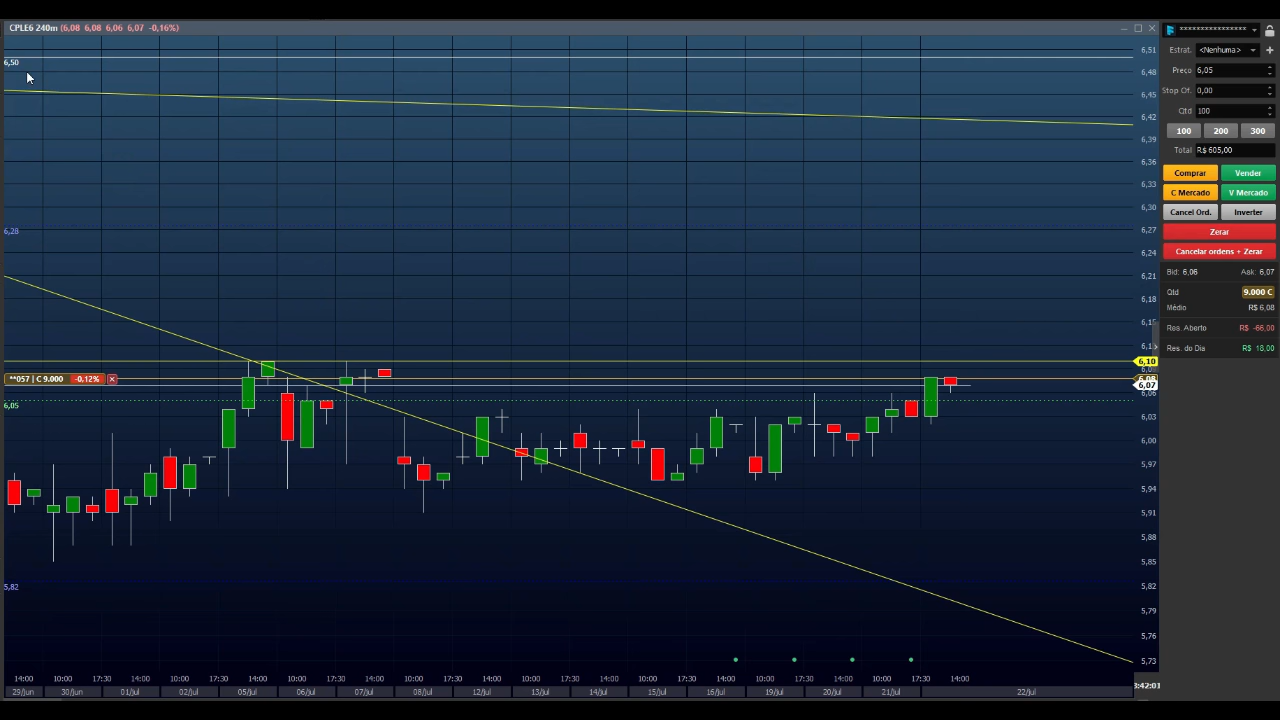 CPLE6 240m (6,08 6,08 6,06 6,07 -0,16%)
****************
Estrat. <Nenhuma>
Preço 6,05
Stop Of. 0,00
Qtd 100
100 200 300
Total R$ 605,00
Comprar Vender
C Mercado V Mercado
Cancel Ord. Inverter
Zerar
Cancelar ordens + Zerar
Bid: 6,06 Ask: 6,07
Qtd 9.000 C
Médio R$ 6,08
Res. Aberto R$ -66,00
Res. do Dia R$ 18,00
6,50
6,28
**057 | C 9.000 -0,12%
6,05
5,82
6,51
6,48
6,45
6,42
6,39
6,36
6,33
6,30
6,27
6,24
6,21
6,18
6,10
6,07
6,06
6,03
6,00
5,97
5,94
5,91
5,88
5,85
5,82
5,79
5,76
5,73
14:00 10:00 17:30 14:00 10:00 17:30 14:00 10:00 17:30 14:00 10:00 17:30 14:00 10:00 17:30 14:00 10:00 17:30 14:00 10:00 17:30 14:00 10:00 17:30 14:00
29/jun 30/jun 01/jul 02/jul 05/jul 06/jul 07/jul 08/jul 12/jul 13/jul 14/jul 15/jul 16/jul 19/jul 20/jul 21/jul 22/jul